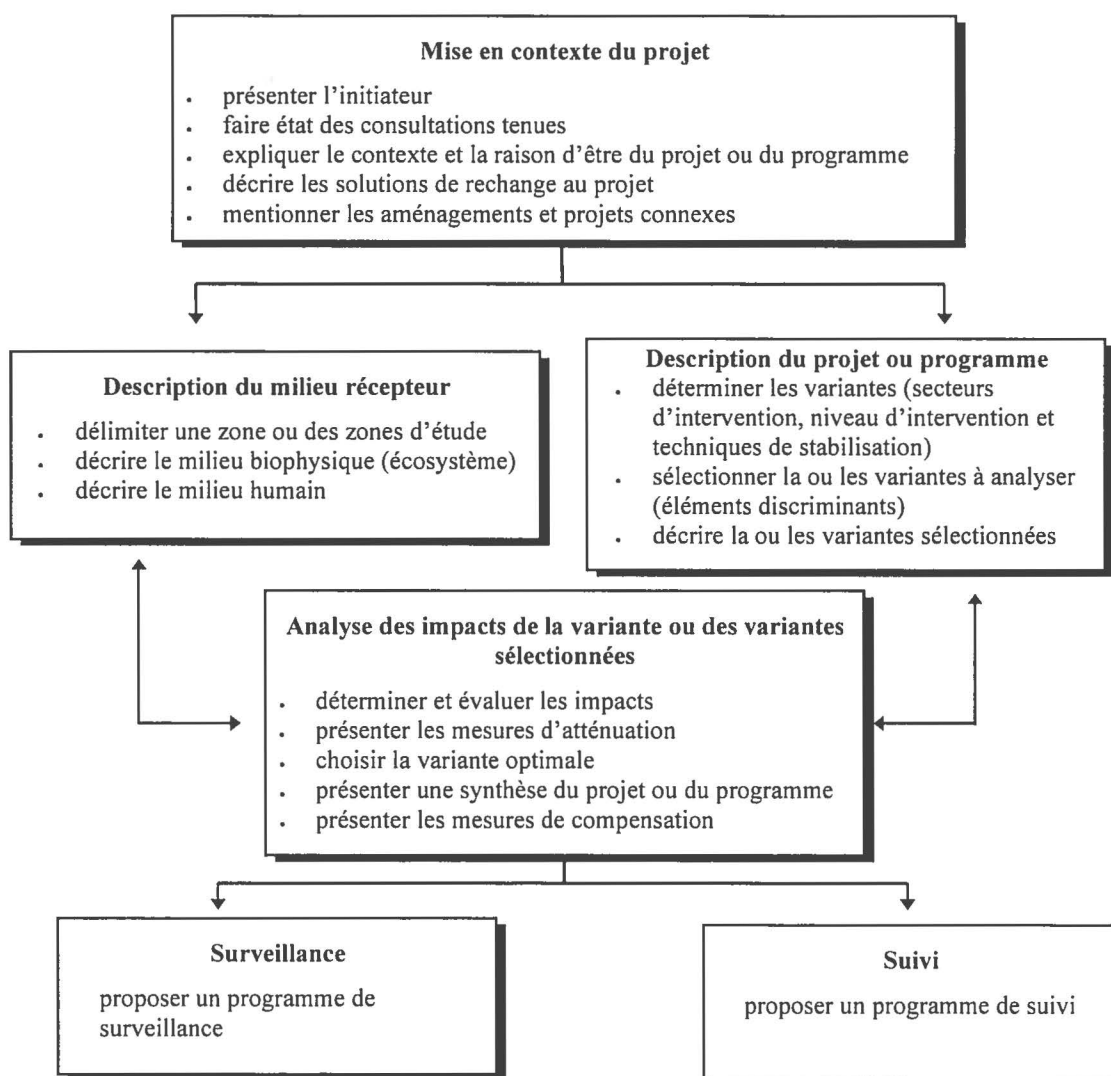 Mise en contexte du projet
. présenter l'initiateur
. faire état des consultations tenues
. expliquer le contexte et la raison d'être du projet ou du programme
. décrire les solutions de rechange au projet
. mentionner les aménagements et projets connexes
Description du milieu récepteur
. délimiter une zone ou des zones d'étude
. décrire le milieu biophysique (écosystème)
. décrire le milieu humain
Description du projet ou programme
. déterminer les variantes (secteurs
d'intervention, niveau d'intervention et
techniques de stabilisation)
. sélectionner la ou les variantes à analyser
(éléments discriminants)
. décrire la ou les variantes sélectionnées
Analyse des impacts de la variante ou des variantes
sélectionnées
. déterminer et évaluer les impacts
. présenter les mesures d'atténuation
. choisir la variante optimale
. présenter une synthèse du projet ou du programme
. présenter les mesures de compensation
Surveillance
proposer un programme de
surveillance
Suivi
proposer un programme de suivi